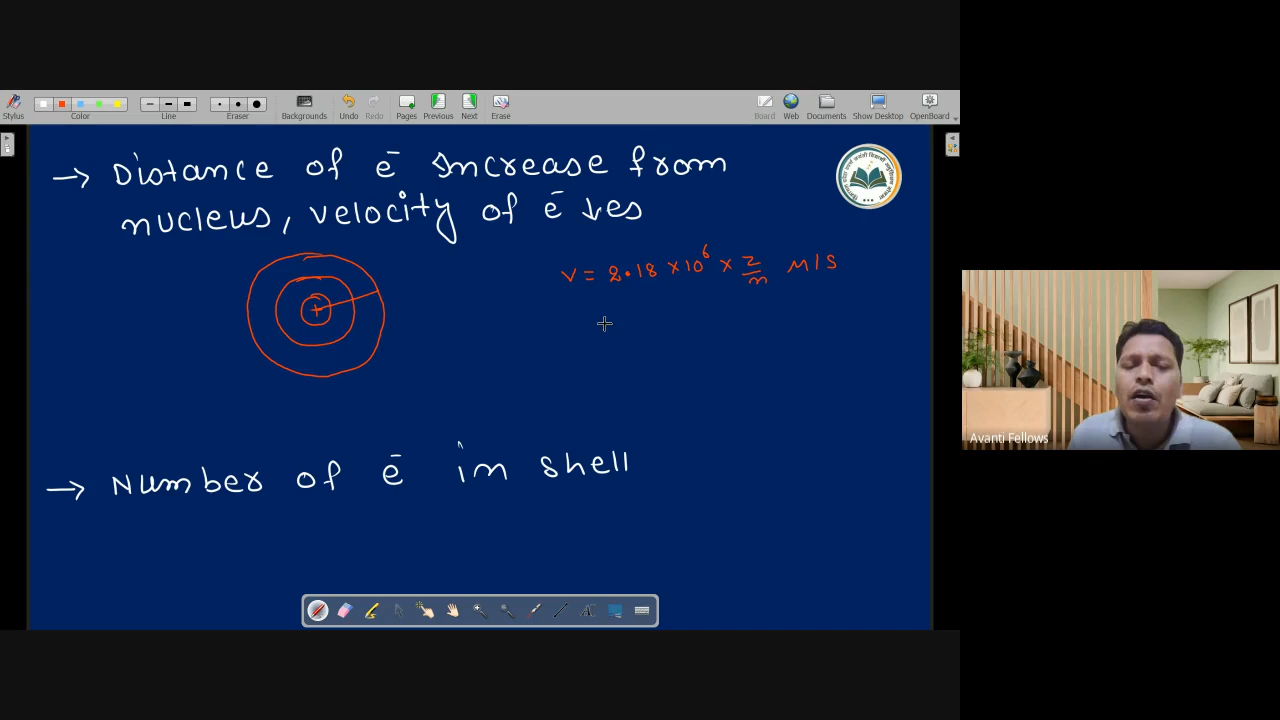 Stylus
Color
Line
Eraser
Backgrounds
Undo
Redo
Pages
Previous
Next
Erase
Board
Web
Documents
Show Desktop
OpenBoard
→ Distance of e̅ Increase from
nucleus, velocity of e̅ ↓es
v = 2.18 × 10⁶ × Z/n M/S
→ Number of e̅ in shell
Avanti Fellows